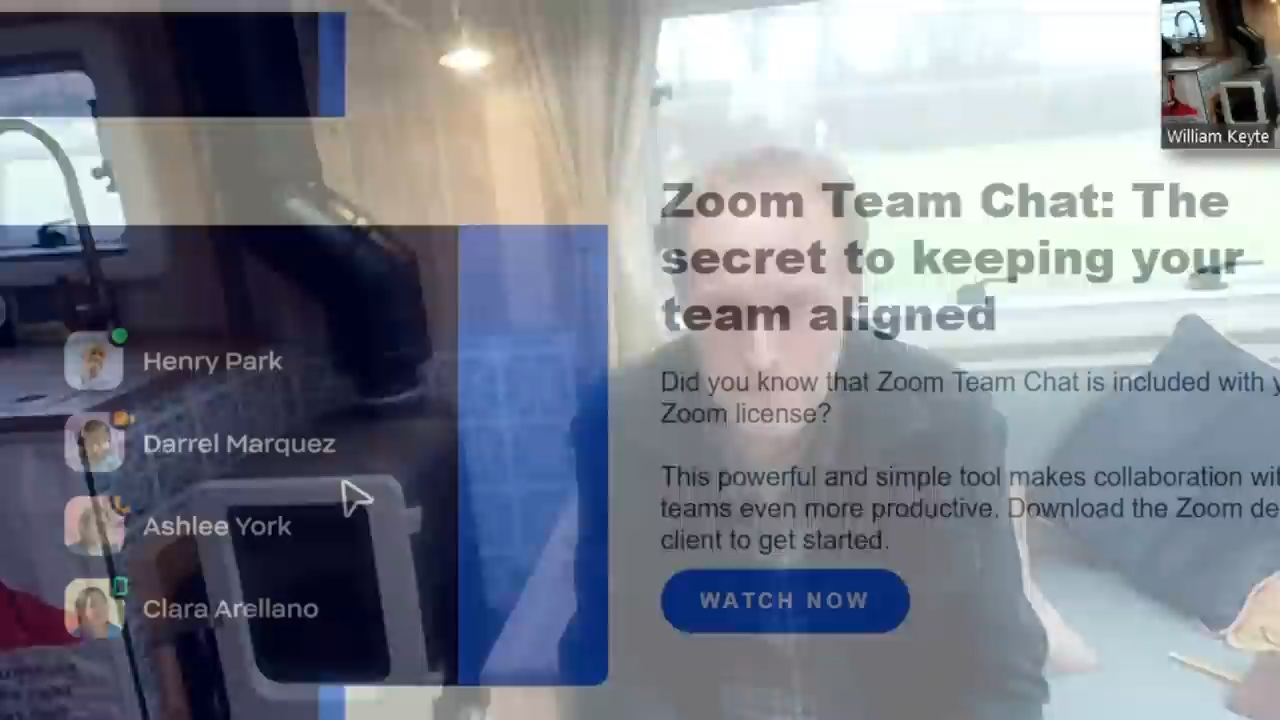 William Keyte
Zoom Team Chat: The
secret to keeping your
team aligned
Did you know that Zoom Team Chat is included with
Zoom license?
This powerful and simple tool makes collaboration
teams even more productive. Download the Zoom
client to get started.
WATCH NOW
Henry Park
Darrel Marquez
Ashlee York
Clara Arellano